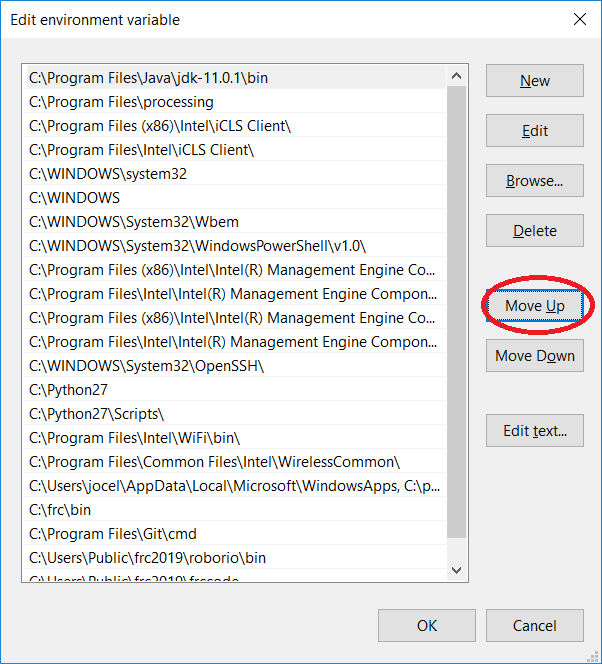 Edit environment variable
C:\Program Files\Java\jdk-11.0.1\bin
C:\Program Files\processing
C:\Program Files (x86)\Intel\iCLS Client\
C:\Program Files\Intel\iCLS Client\
C:\WINDOWS\system32
C:\WINDOWS
C:\WINDOWS\System32\Wbem
C:\WINDOWS\System32\WindowsPowerShell\v1.0\
C:\Program Files (x86)\Intel\Intel(R) Management Engine Co...
C:\Program Files\Intel\Intel(R) Management Engine Compon...
C:\Program Files (x86)\Intel\Intel(R) Management Engine Co...
C:\Program Files\Intel\Intel(R) Management Engine Compon...
C:\WINDOWS\System32\OpenSSH\
C:\Python27
C:\Python27\Scripts\
C:\Program Files\Intel\WiFi\bin\
C:\Program Files\Common Files\Intel\WirelessCommon\
C:\Users\jocel\AppData\Local\Microsoft\WindowsApps, C:\p...
C:\frc\bin
C:\Program Files\Git\cmd
C:\Users\Public\frc2019\roborio\bin
C:\Users\Public\frc2019\frccode
New
Edit
Browse...
Delete
Move Up
Move Down
Edit text...
OK
Cancel